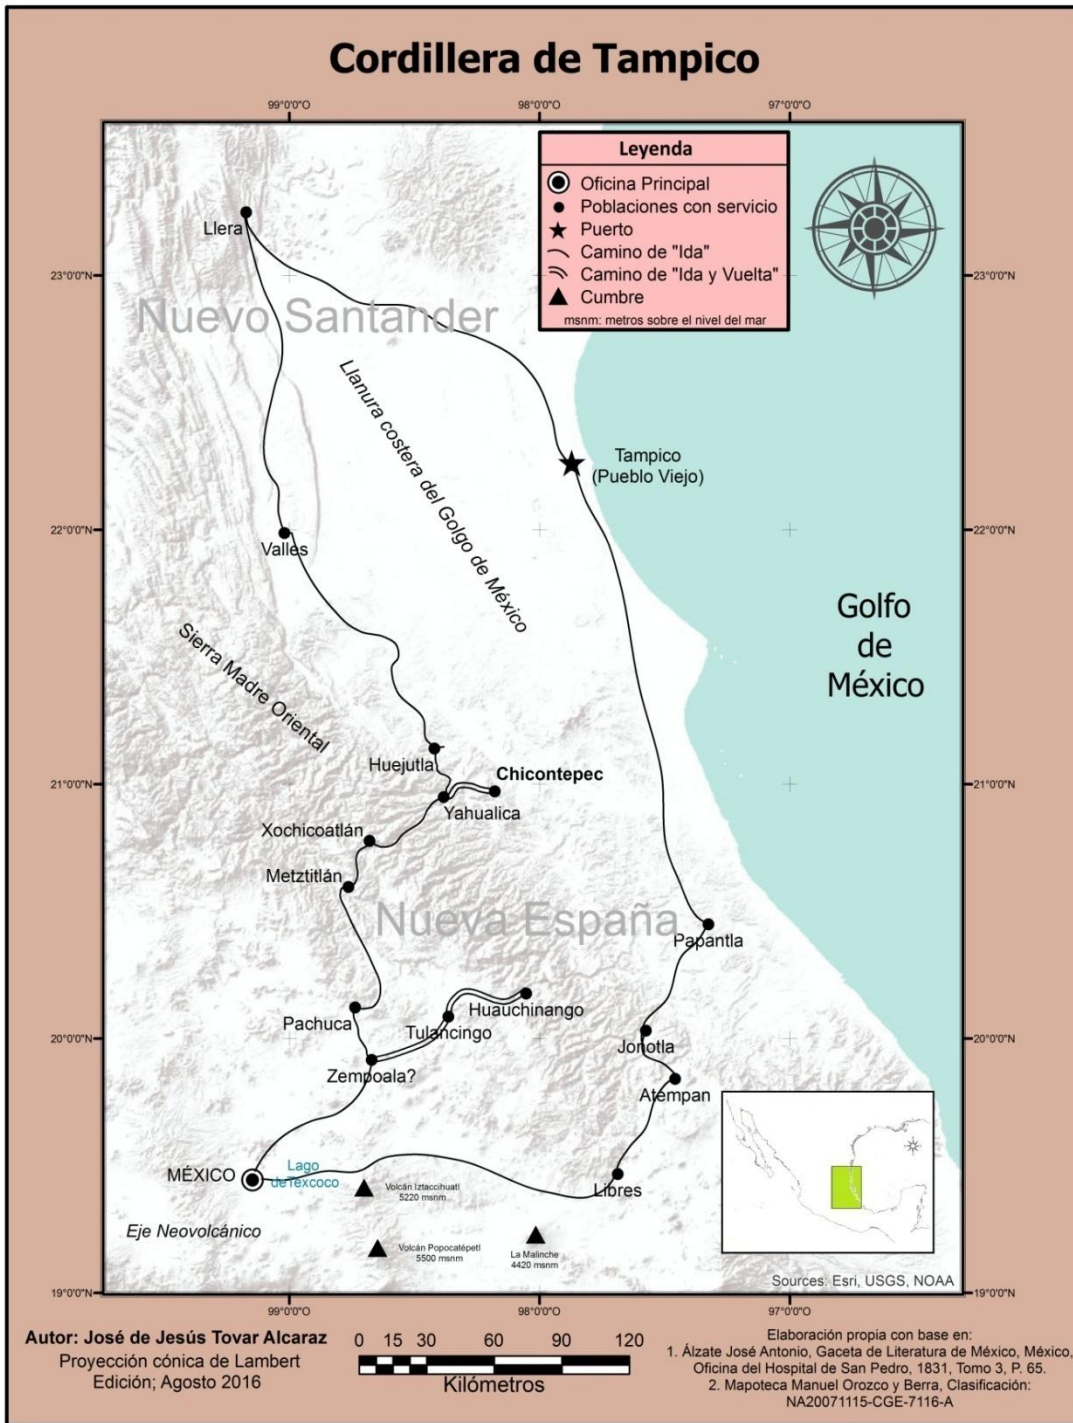 Cordillera de Tampico
99°0'0"O 98°0'0"O 97°0'0"O
Leyenda
Oficina Principal
Poblaciones con servicio
Puerto
Camino de "Ida"
Camino de "Ida y Vuelta"
Cumbre
msnm: metros sobre el nivel del mar
Llera
23°0'0"N 23°0'0"N
Nuevo Santander
Llanura costera del Golgo de México
Tampico
(Pueblo Viejo)
22°0'0"N 22°0'0"N
Valles
Golfo
de
México
Sierra Madre Oriental
Huejutla
Chicontepec
21°0'0"N 21°0'0"N
Yahualica
Xochicoatlán
Metztitlán
Nueva España
Papantla
Huauchinango
Pachuca
Tulancingo
20°0'0"N 20°0'0"N
Jonotla
Zempoala?
Atempan
MÉXICO
Lago
deTexcoco
Volcán Iztaccihuatl
5220 msnm
Libres
Eje Neovolcánico
Volcán Popocatépetl
5500 msnm
La Malinche
4420 msnm
Sources: Esri, USGS, NOAA
19°0'0"N 19°0'0"N
99°0'0"O 98°0'0"O 97°0'0"O
Autor: José de Jesús Tovar Alcaraz
Proyección cónica de Lambert
Edición; Agosto 2016
0 15 30 60 90 120
Kilómetros
Elaboración propia con base en:
1. Álzate José Antonio, Gaceta de Literatura de México, México,
Oficina del Hospital de San Pedro, 1831, Tomo 3, P. 65.
2. Mapoteca Manuel Orozco y Berra, Clasificación:
NA20071115-CGE-7116-A